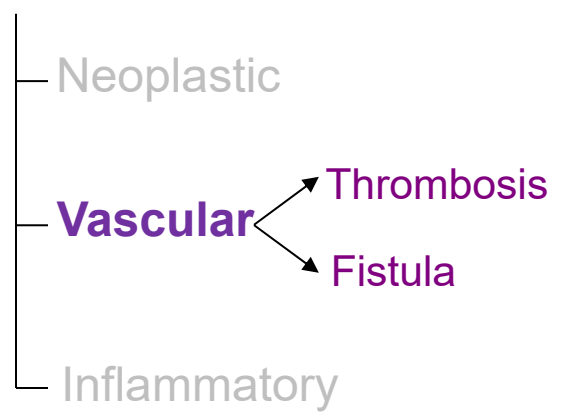 Neoplastic
Thrombosis
Vascular
Fistula
Inflammatory